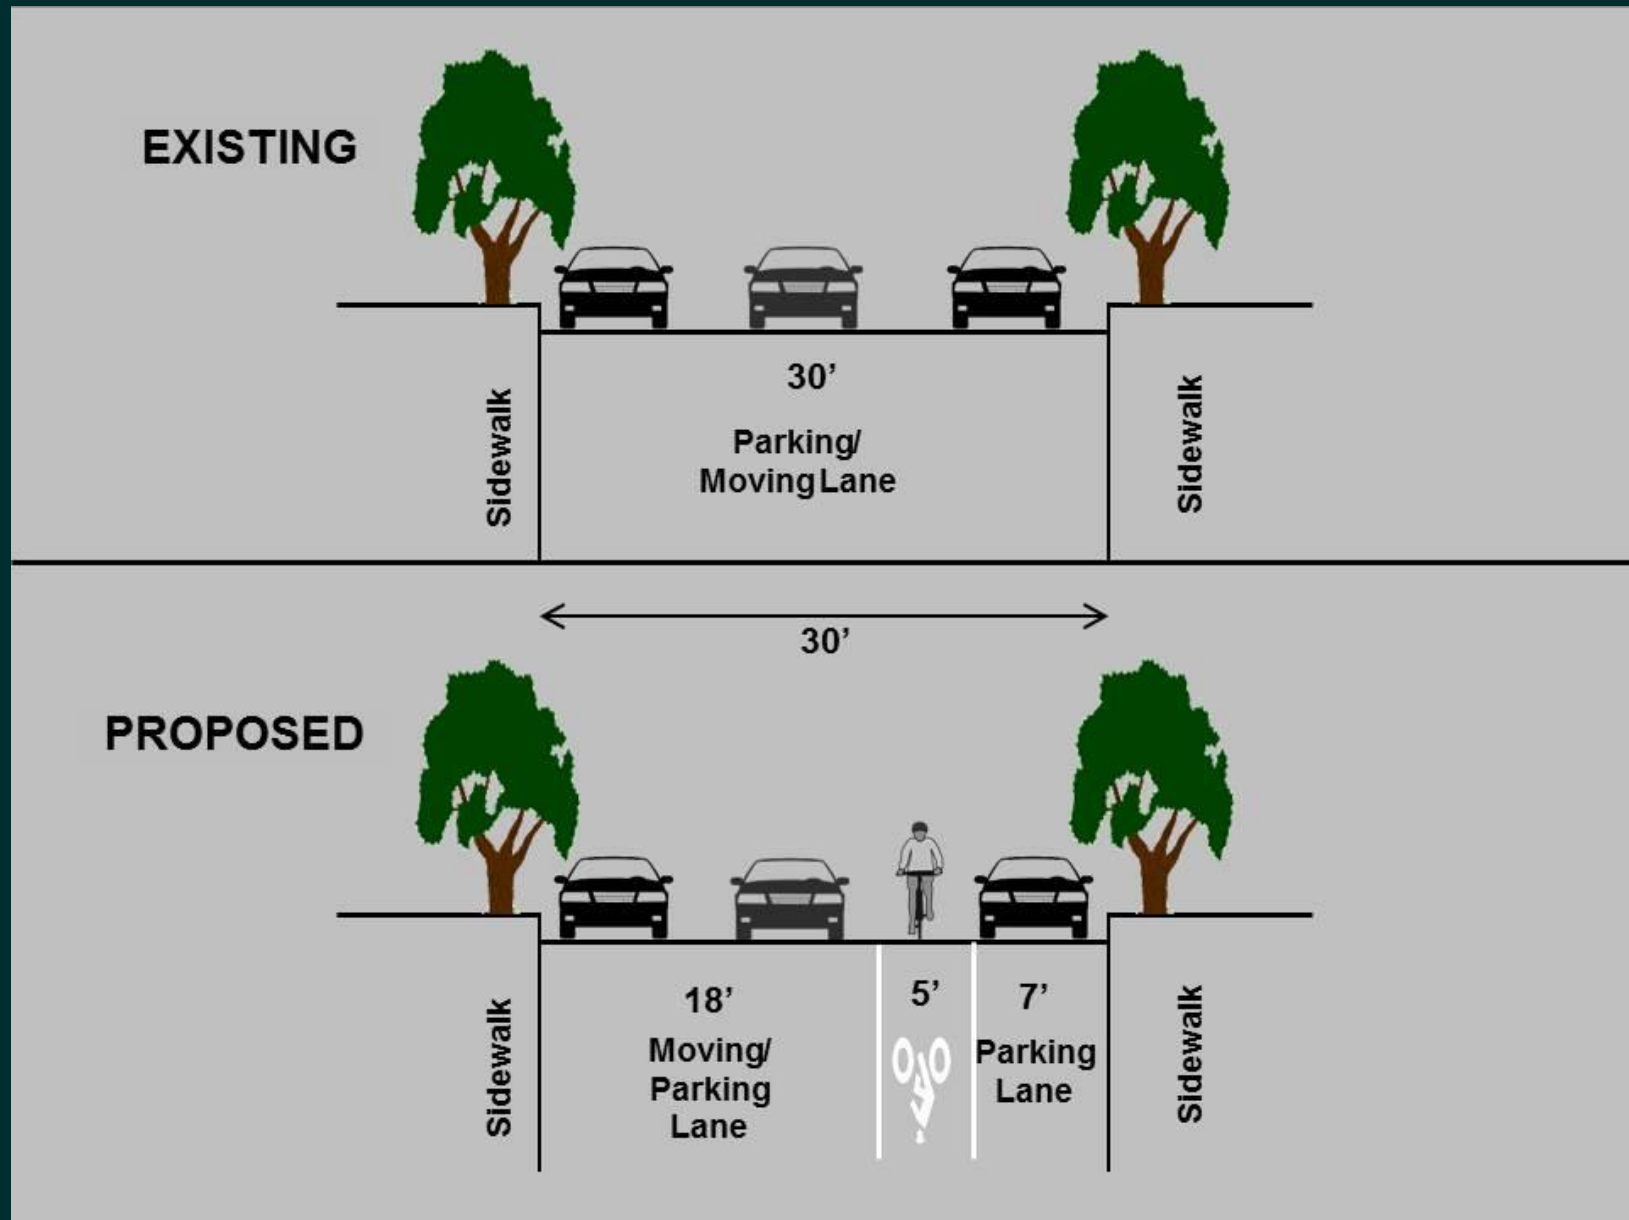 EXISTING
30’
Parking/
Moving Lane
Sidewalk
Sidewalk
30’
PROPOSED
18’
Moving/
Parking
Lane
5’
7’
Parking
Lane
Sidewalk
Sidewalk